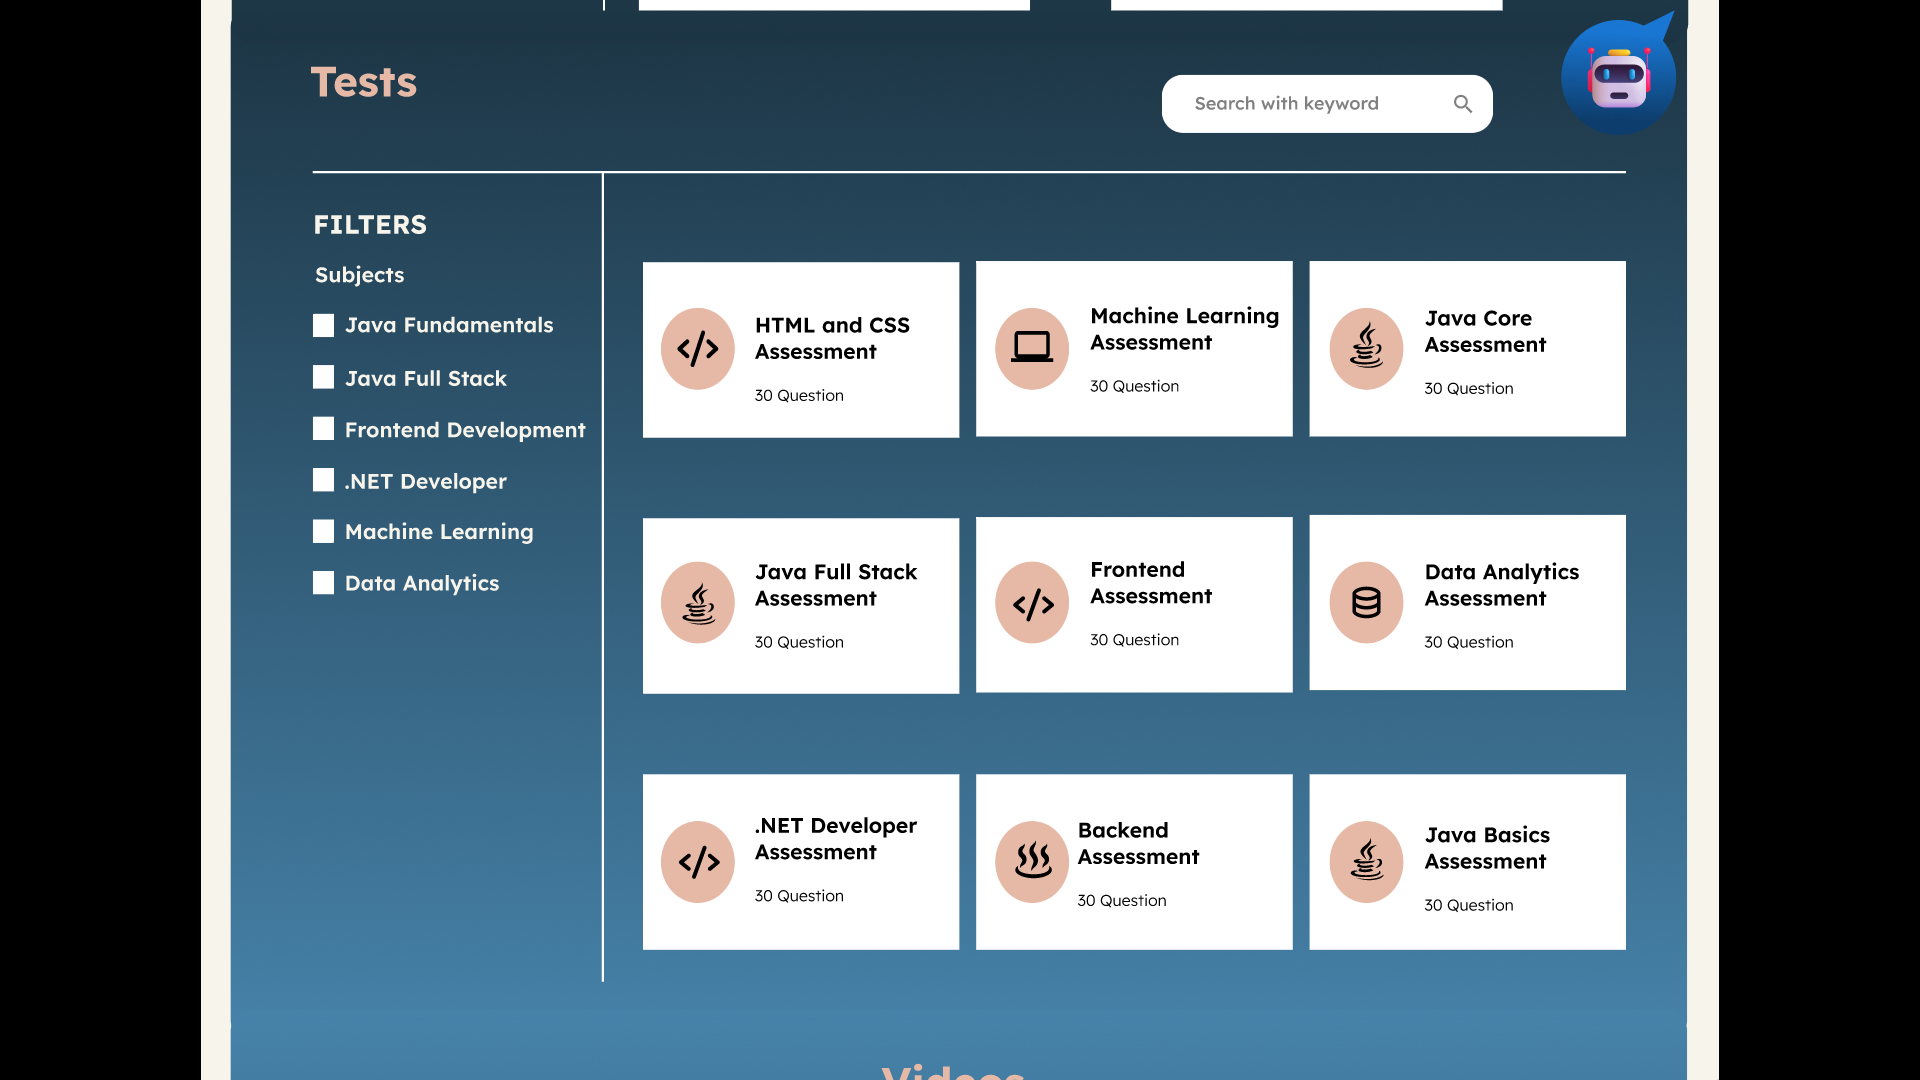 Tests
Search with keyword
FILTERS
Subjects
Java Fundamentals
Java Full Stack
Frontend Development
.NET Developer
Machine Learning
Data Analytics
HTML and CSS
Assessment
30 Question
Machine Learning
Assessment
30 Question
Java Core
Assessment
30 Question
Java Full Stack
Assessment
30 Question
Frontend
Assessment
30 Question
Data Analytics
Assessment
30 Question
.NET Developer
Assessment
30 Question
Backend
Assessment
30 Question
Java Basics
Assessment
30 Question
Videos